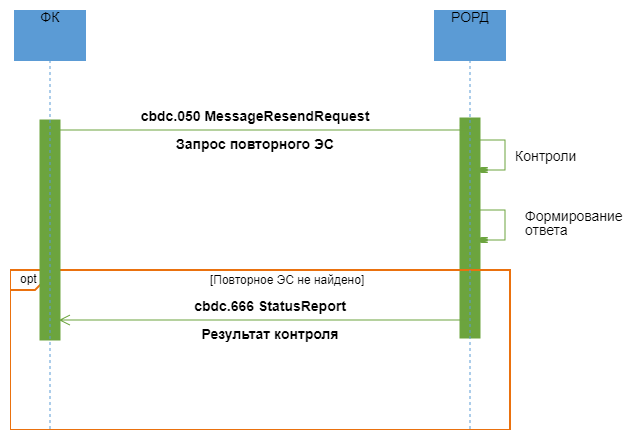 ФК
РОРД
cbdc.050 MessageResendRequest
Запрос повторного ЭС
Контроли
Формирование
ответа
opt
[Повторное ЭС не найдено]
cbdc.666 StatusReport
Результат контроля